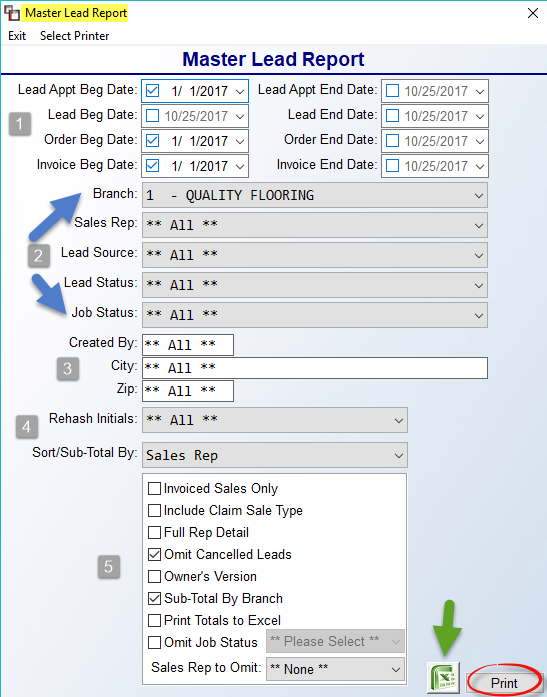 Master Lead Report
Exit Select Printer
Master Lead Report
Lead Appt Beg Date: 1/ 1/2017 Lead Appt End Date: 10/25/2017
1 Lead Beg Date: 10/25/2017 Lead End Date: 10/25/2017
Order Beg Date: 1/ 1/2017 Order End Date: 10/25/2017
Invoice Beg Date: 1/ 1/2017 Invoice End Date: 10/25/2017
Branch: 1 - QUALITY FLOORING
Sales Rep: ** All **
2 Lead Source: ** All **
Lead Status: ** All **
Job Status: ** All **
Created By: ** All **
3 City: ** All **
Zip: ** All **
4 Rehash Initials: ** All **
Sort/Sub-Total By: Sales Rep
Invoiced Sales Only
Include Claim Sale Type
Full Rep Detail
Omit Cancelled Leads
5 Owner's Version
Sub-Total By Branch
Print Totals to Excel
Omit Job Status ** Please Select **
Sales Rep to Omit: ** None **
Print